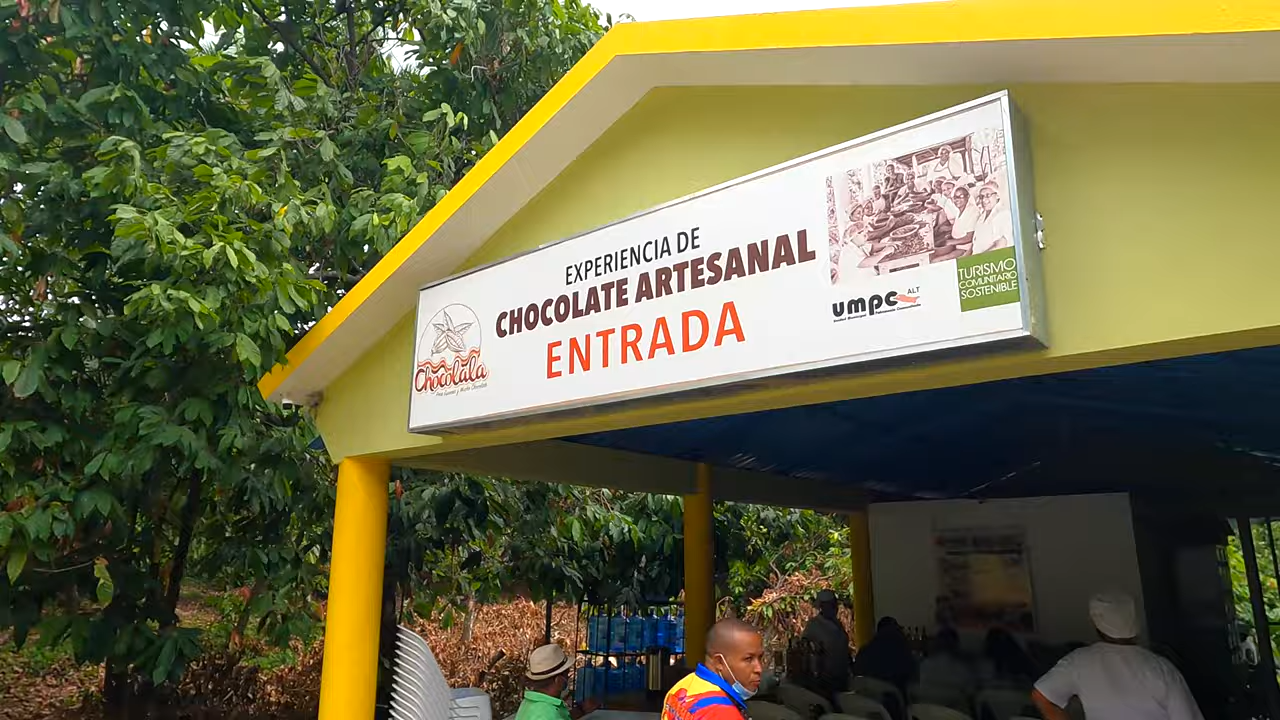 EXPERIENCIA DE
CHOCOLATE ARTESANAL
ENTRADA
Chocolala
umpc ALT
TURISMO
COMUNITARIO
SOSTENIBLE